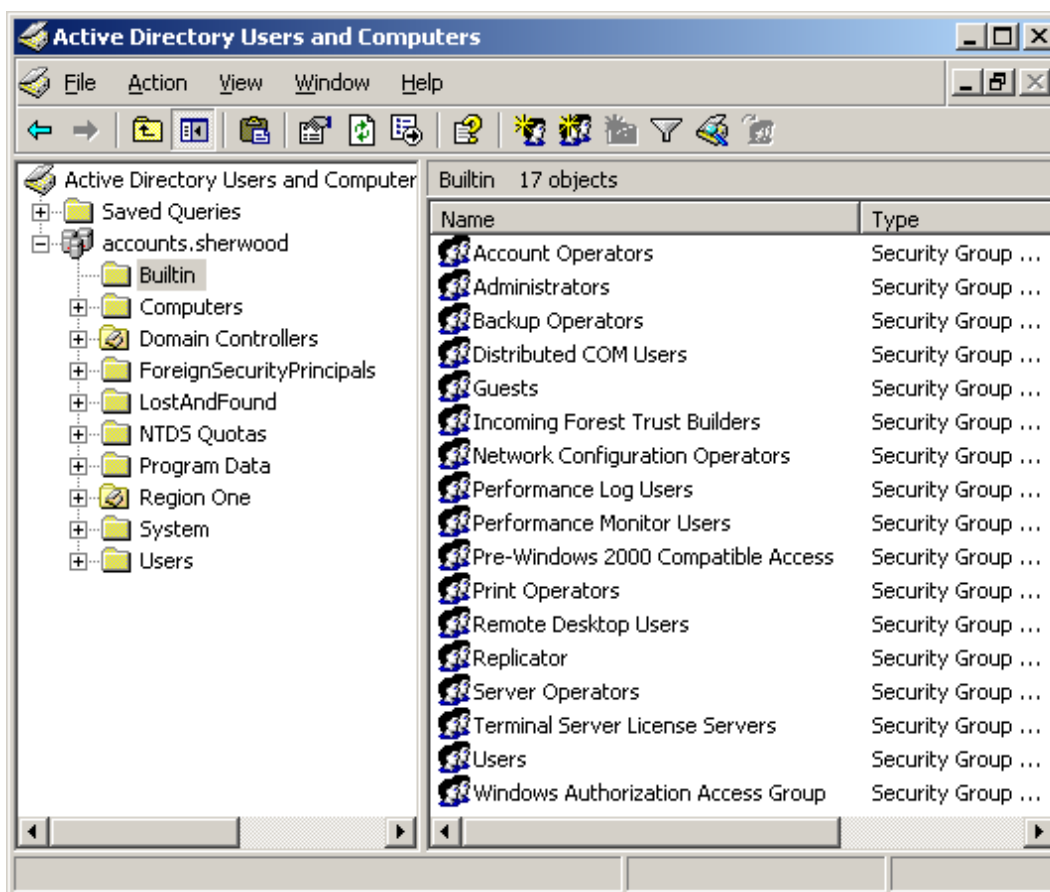 Active Directory Users and Computers
File Action View Window Help
Active Directory Users and Computer
Saved Queries
accounts.sherwood
Builtin
Computers
Domain Controllers
ForeignSecurityPrincipals
LostAndFound
NTDS Quotas
Program Data
Region One
System
Users
Builtin 17 objects
Name Type
Account Operators Security Group ...
Administrators Security Group ...
Backup Operators Security Group ...
Distributed COM Users Security Group ...
Guests Security Group ...
Incoming Forest Trust Builders Security Group ...
Network Configuration Operators Security Group ...
Performance Log Users Security Group ...
Performance Monitor Users Security Group ...
Pre-Windows 2000 Compatible Access Security Group ...
Print Operators Security Group ...
Remote Desktop Users Security Group ...
Replicator Security Group ...
Server Operators Security Group ...
Terminal Server License Servers Security Group ...
Users Security Group ...
Windows Authorization Access Group Security Group ...